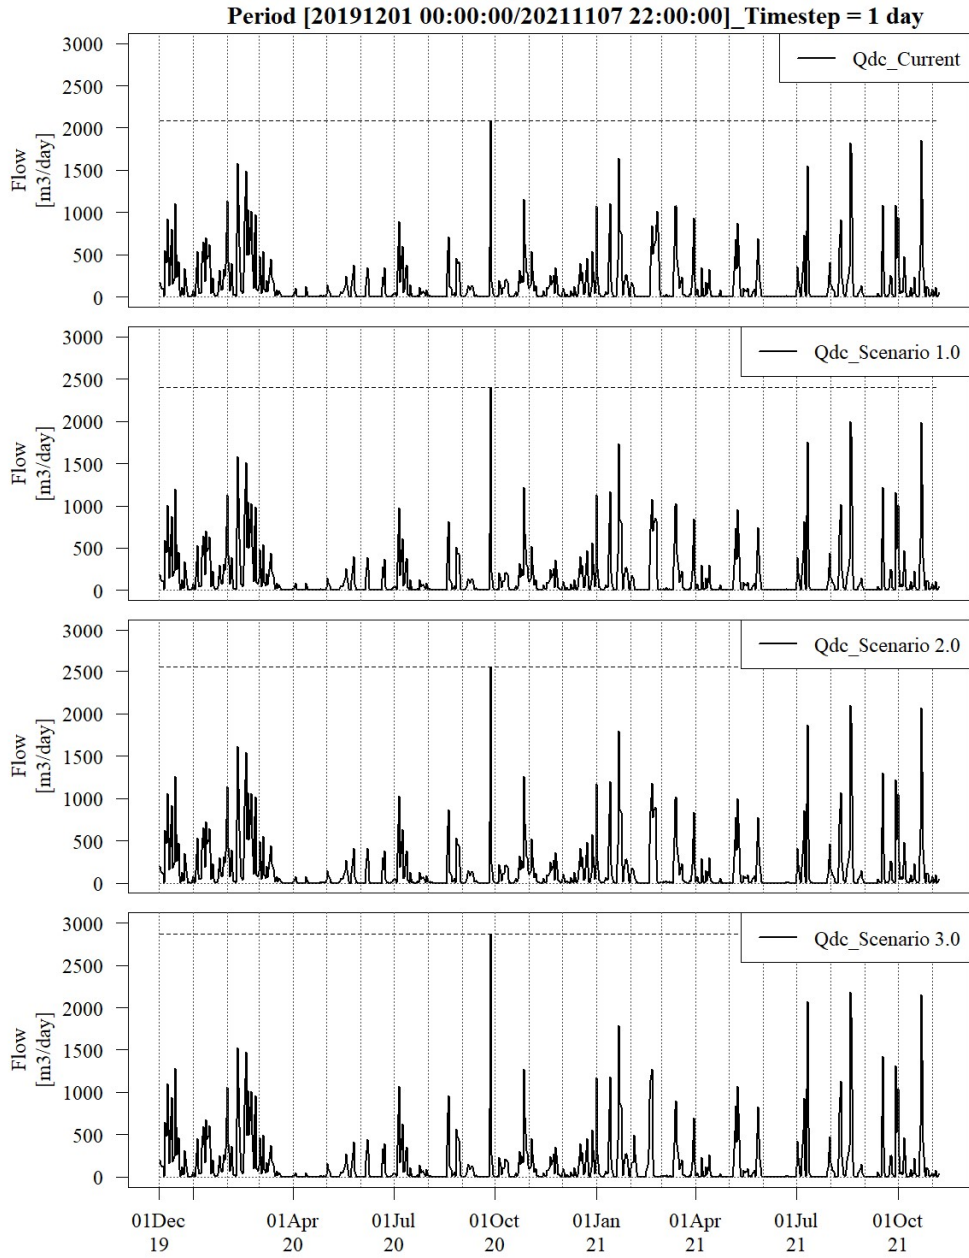 Period [20191201 00:00:00/20211107 22:00:00]_Timestep = 1 day
Qdc_Current
Flow
[m3/day]
3000
2500
2000
1500
1000
500
0
Qdc_Scenario 1.0
Flow
[m3/day]
3000
2500
2000
1500
1000
500
0
Qdc_Scenario 2.0
Flow
[m3/day]
3000
2500
2000
1500
1000
500
0
Qdc_Scenario 3.0
Flow
[m3/day]
3000
2500
2000
1500
1000
500
0
01Dec 01Apr 01Jul 01Oct 01Jan 01Apr 01Jul 01Oct
19 20 20 20 21 21 21 21